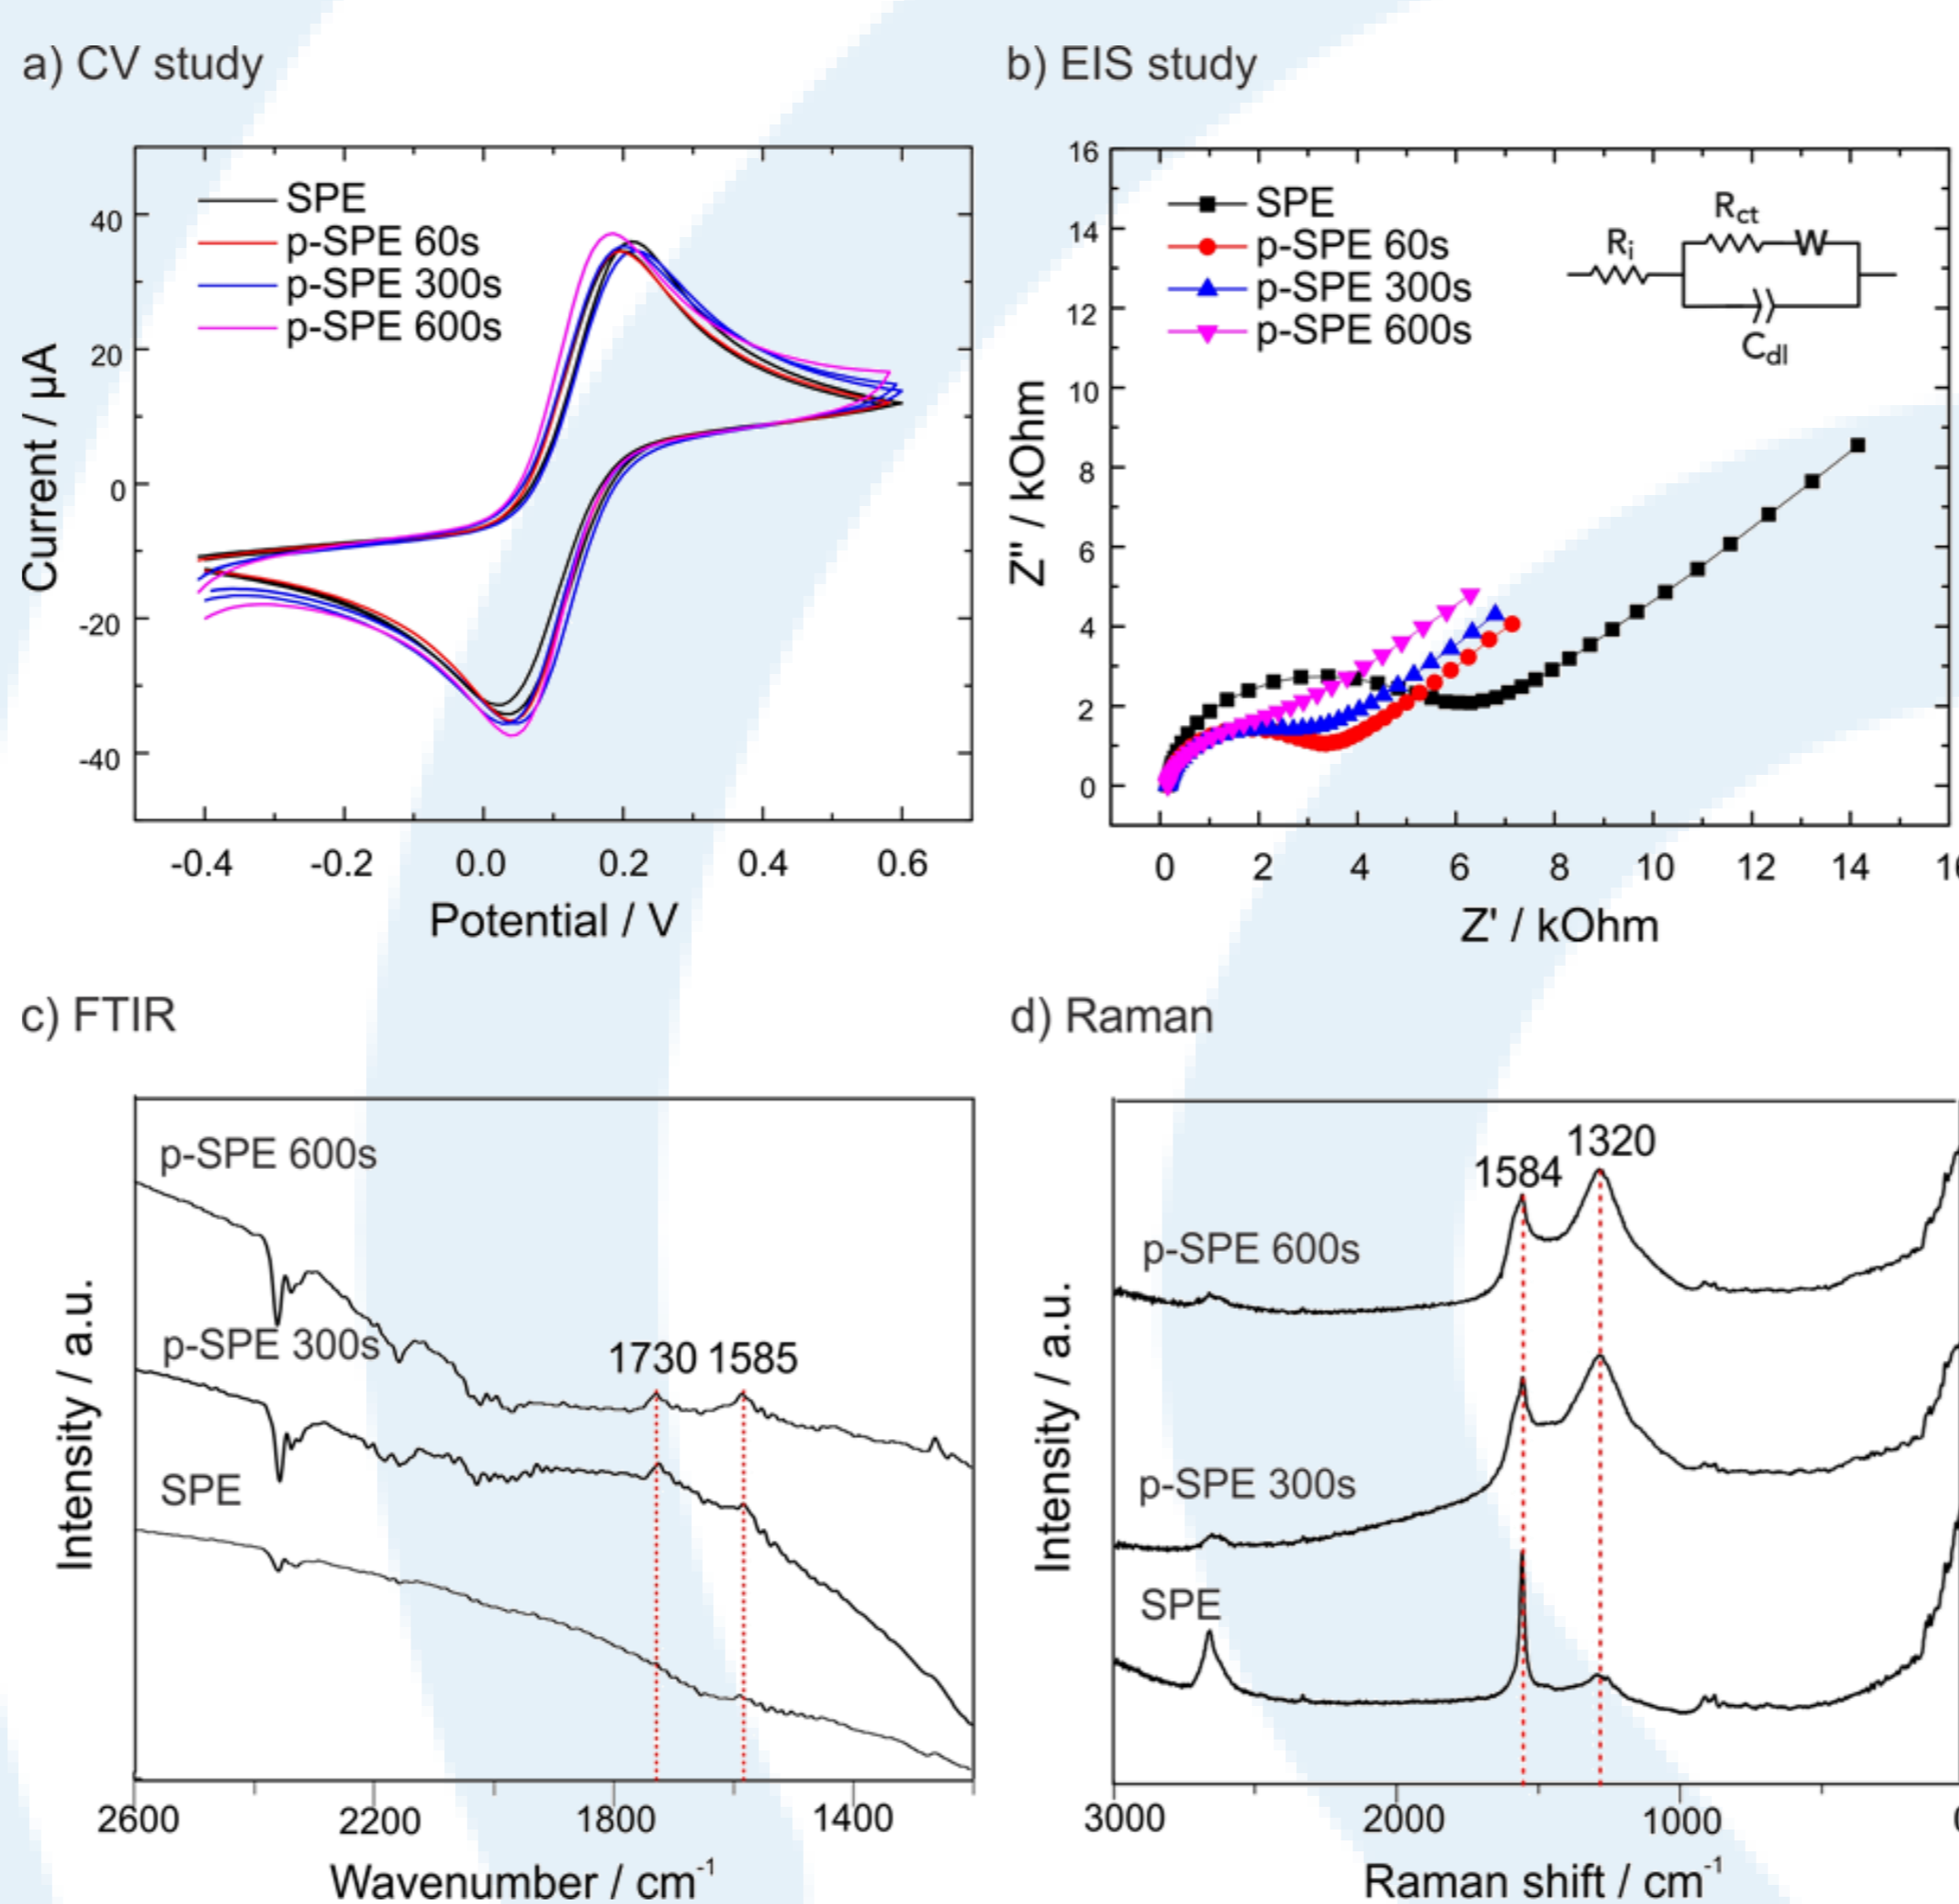 a) CV study
SPE
p-SPE 60s
p-SPE 300s
p-SPE 600s
40
20
0
-20
-40
Current / µA
-0.4 -0.2 0.0 0.2 0.4 0.6
Potential / V
b) EIS study
SPE
p-SPE 60s
p-SPE 300s
p-SPE 600s
Ri
Rct
W
Cdl
16
14
12
10
8
6
4
2
0
Z'' / kOhm
0 2 4 6 8 10 12 14
Z' / kOhm
c) FTIR
p-SPE 600s
p-SPE 300s
SPE
1730 1585
Intensity / a.u.
2600 2200 1800 1400
Wavenumber / cm-1
d) Raman
1584 1320
p-SPE 600s
p-SPE 300s
SPE
Intensity / a.u.
3000 2000 1000
Raman shift / cm-1